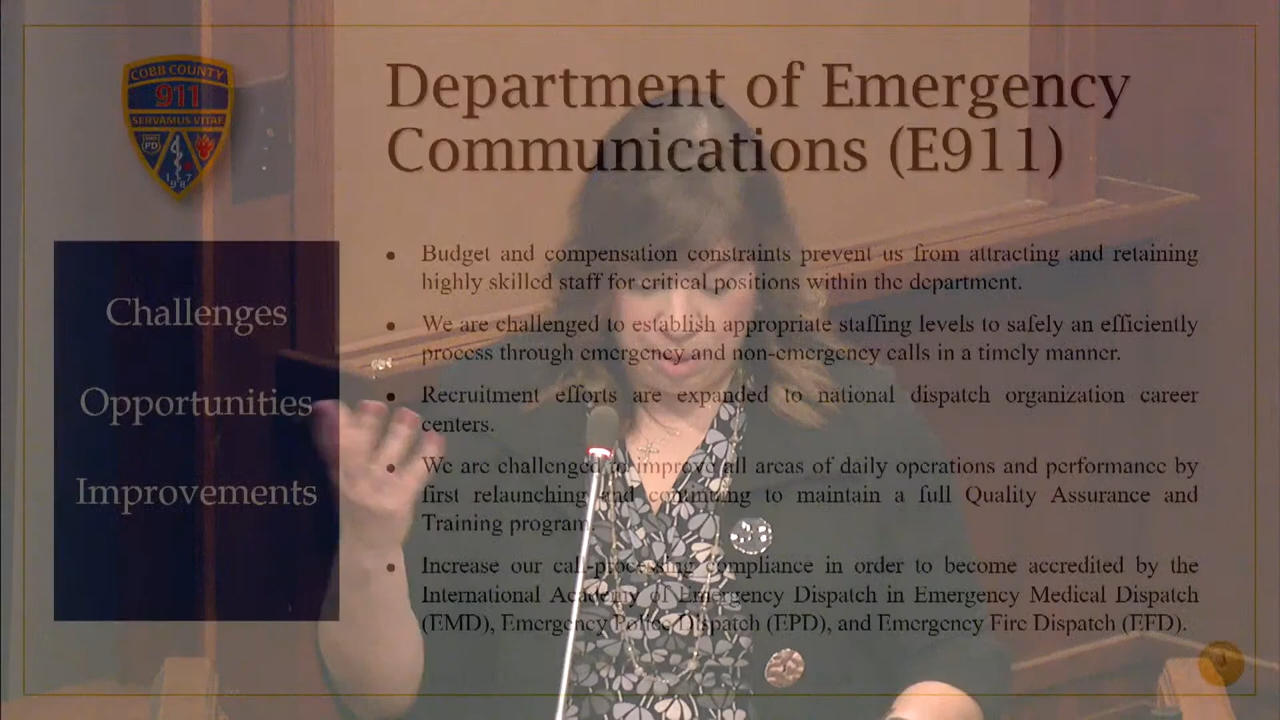 COBB COUNTY
911
SERVAMUS VITAE
PD
1987
Department of Emergency
Communications (E911)
Challenges
Opportunities
Improvements
• Budget and compensation constraints prevent us from attracting and retaining
highly skilled staff for critical positions within the department.
• We are challenged to establish appropriate staffing levels to safely an efficiently
process through emergency and non-emergency calls in a timely manner.
• Recruitment efforts are expanded to national dispatch organization career
centers.
• We are challenged to improve all areas of daily operations and performance by
first relaunching and continuing to maintain a full Quality Assurance and
Training program.
• Increase our call-processing compliance in order to become accredited by the
International Academy of Emergency Dispatch in Emergency Medical Dispatch
(EMD), Emergency Police Dispatch (EPD), and Emergency Fire Dispatch (EFD).